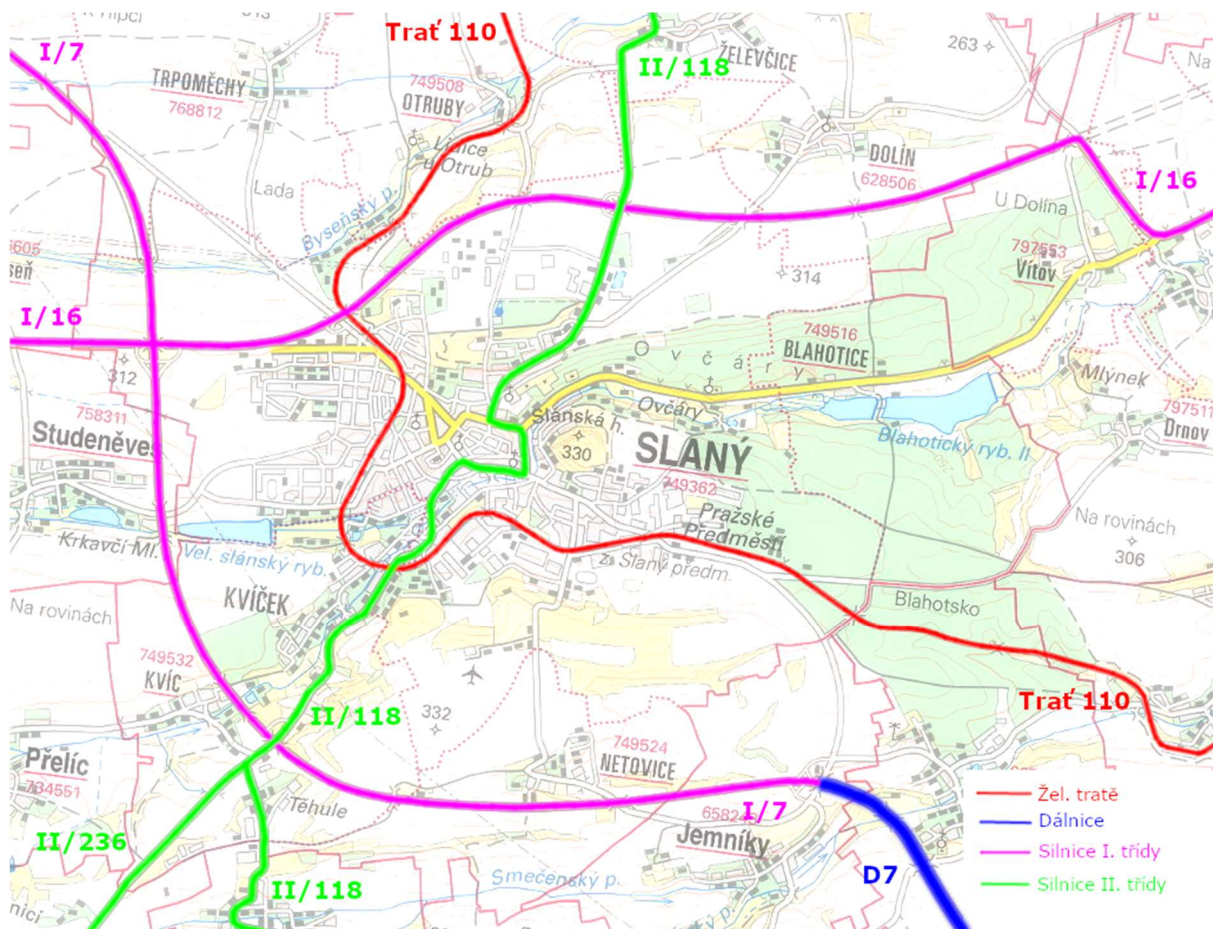 I/7
Trať 110
II/118
ŽELEVČICE
263
TRPOMĚCHY
768812
749508
OTRUBY
Lidice
u Otrub
DOLÍN
628506
I/16
Lada
Byseňský p.
U Dolína
797553
Vítov
314
I/16
312
749516
BLAHOTICE
Ovčáry
Mlýnek
758311
Studeněves
Ovčáry
Slánská h.
330
SLANÝ
749362
Blahotický ryb. II
797511
Drnov
Pražské
Předměstí
Na rovinách
306
Krkavčí Ml.
Vel. slánský ryb.
z. Slaný předm.
KVÍČEK
Blahotsko
Na rovinách
749532
KVÍC
II/118
332
Trať 110
749524
NETOVICE
Přelíc
734551
Těhule
I/7
Jemníky
II/236
II/118
Smečenský p.
D7
Žel. tratě
Dálnice
Silnice I. třídy
Silnice II. třídy